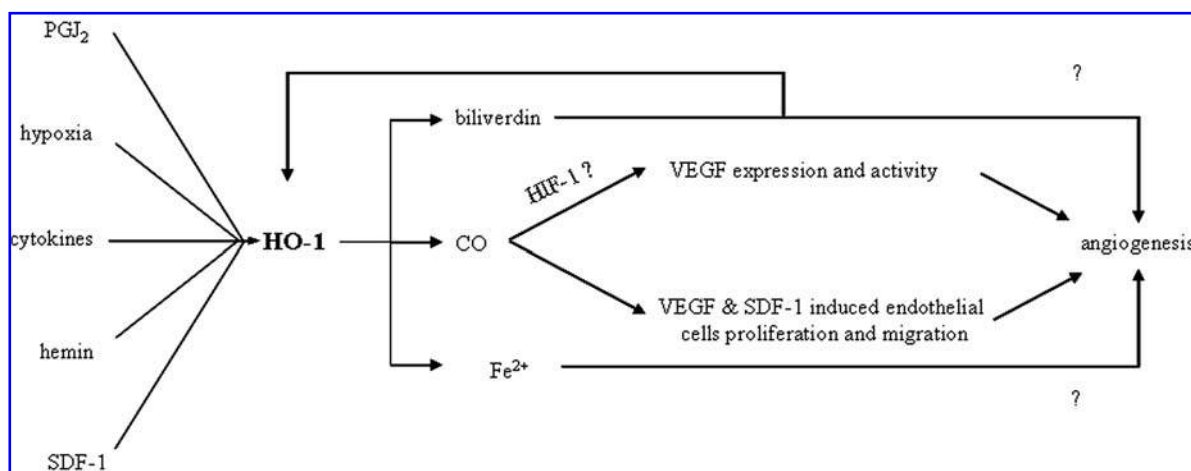 PGJ₂
hypoxia
cytokines
hemin
SDF-1
HO-1
biliverdin
CO
Fe²⁺
HIF-1 ?
VEGF expression and activity
VEGF & SDF-1 induced endothelial
cells proliferation and migration
?
angiogenesis
?